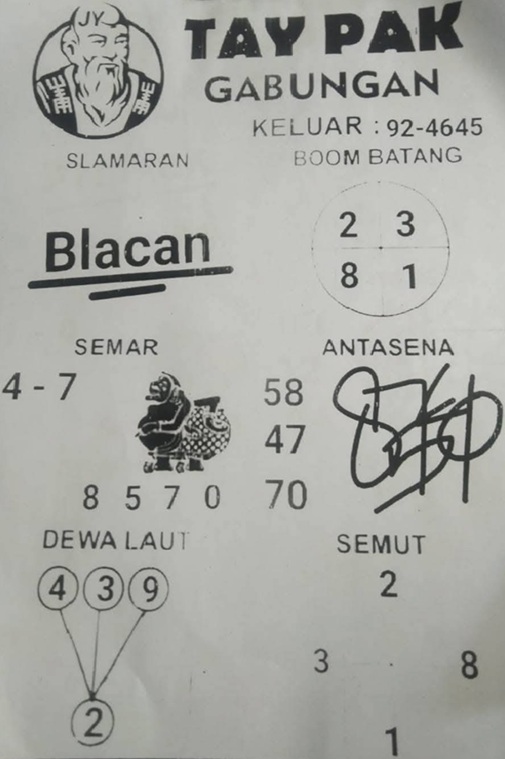 JY
TAY PAK
GABUNGAN
KELUAR : 92-4645
SLAMARAN
BOOM BATANG
Blacan
2 3
8 1
SEMAR
ANTASENA
4 - 7
58
47
8 5 7 0
70
DEWA LAUT
SEMUT
4 3 9
2
3 . 8
2
1